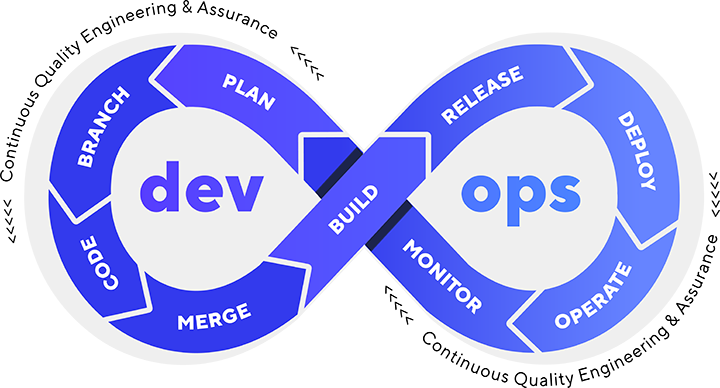 Continuous Quality Engineering & Assurance
PLAN
BRANCH
CODE
MERGE
BUILD
RELEASE
DEPLOY
OPERATE
MONITOR
dev
ops
Continuous Quality Engineering & Assurance